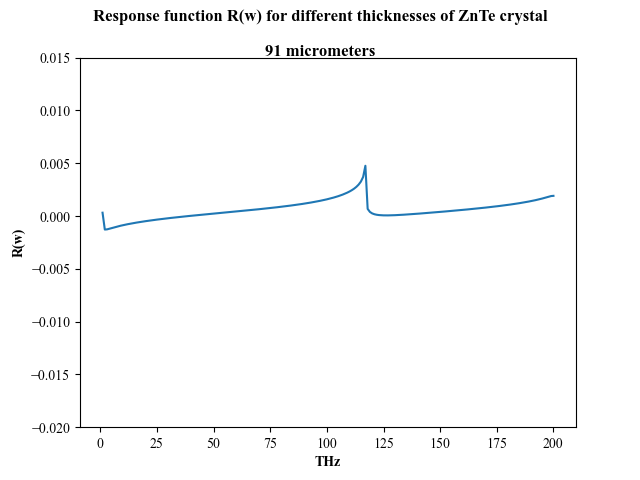 Response function R(w) for different thicknesses of ZnTe crystal
91 micrometers
0.015
0.010
0.005
0.000
−0.005
−0.010
−0.015
−0.020
R(w)
0 25 50 75 100 125 150 175 200
THz